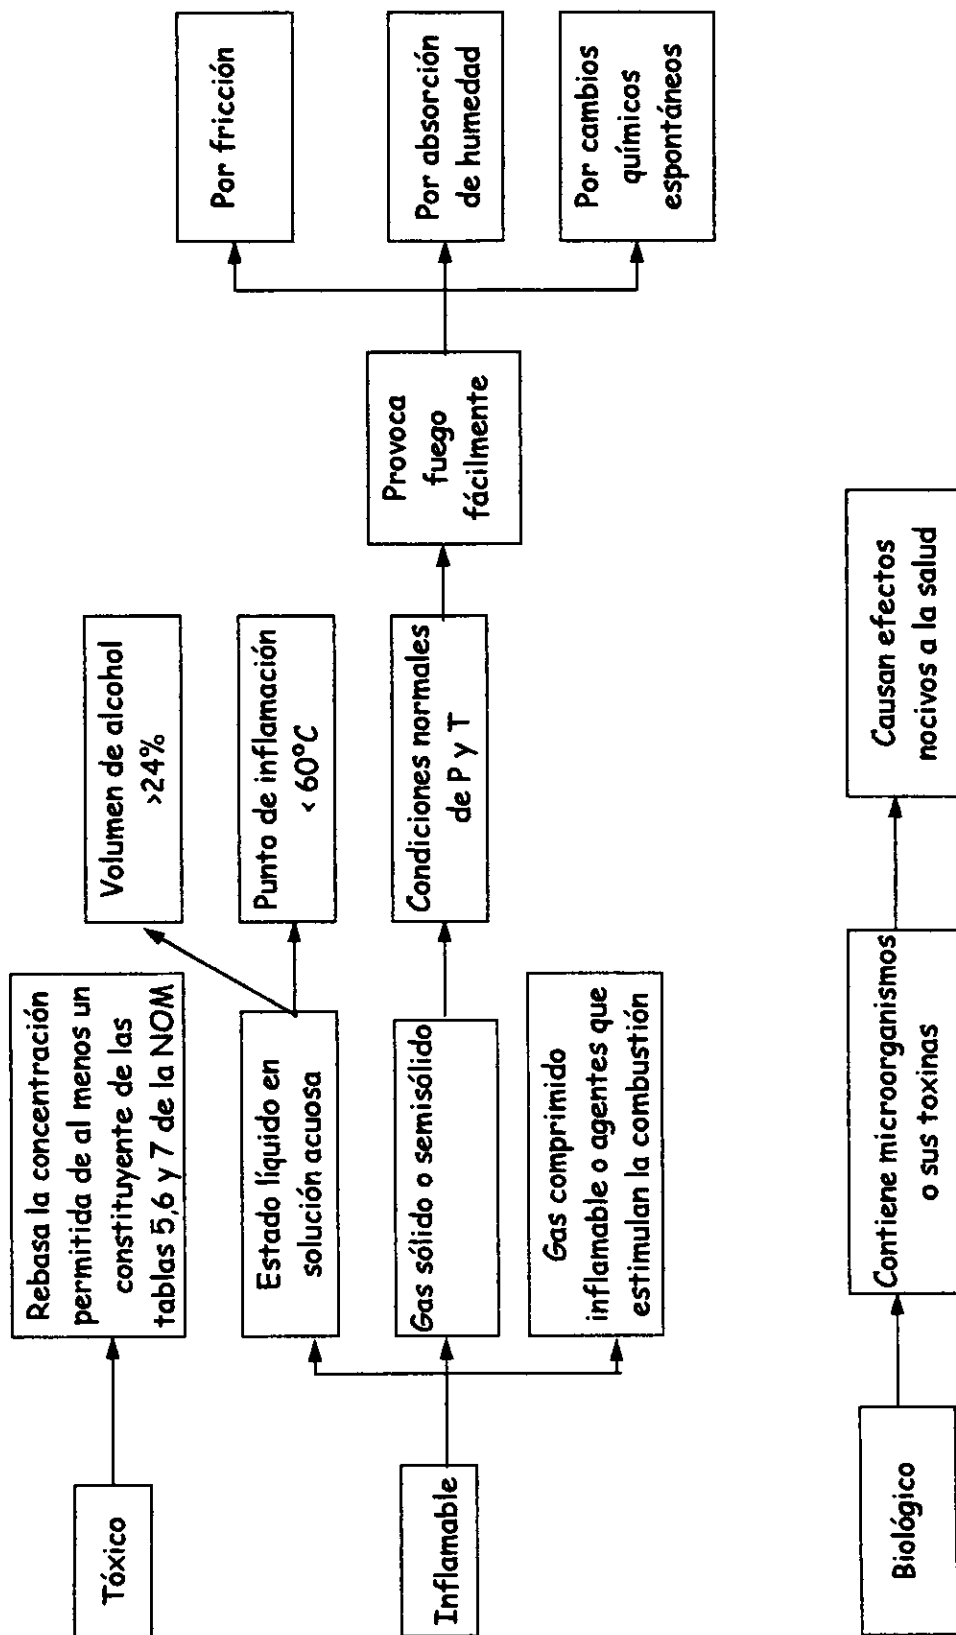 Tóxico
Rebasa la concentración
permitida de al menos un
constituyente de las
tablas 5,6 y 7 de la NOM
Inflamable
Estado líquido en
solución acuosa
Volumen de alcohol
>24%
Punto de inflamación
< 60°C
Gas sólido o semisólido
Condiciones normales
de P y T
Provoca
fuego
fácilmente
Por fricción
Por absorción
de humedad
Por cambios
químicos
espontáneos
Gas comprimido
inflamable o agentes que
estimulan la combustión
Biológico
Contiene microorganismos
o sus toxinas
Causan efectos
nocivos a la salud